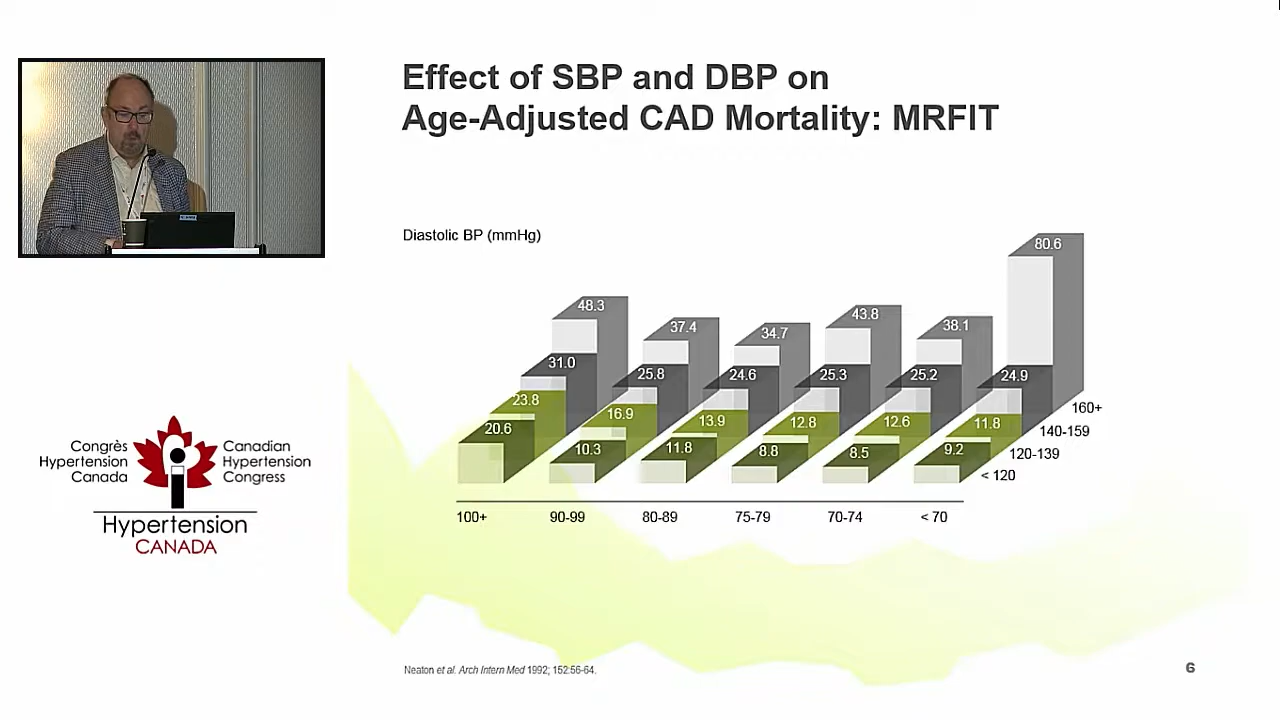 Effect of SBP and DBP on
Age-Adjusted CAD Mortality: MRFIT
Diastolic BP (mmHg)
48.3
37.4
34.7
43.8
38.1
80.6
31.0
25.8
24.6
25.3
25.2
24.9
23.8
16.9
13.9
12.8
12.6
11.8
20.6
10.3
11.8
8.8
8.5
9.2
160+
140-159
120-139
< 120
100+
90-99
80-89
75-79
70-74
< 70
Congrès
Hypertension
Canada
Canadian
Hypertension
Congress
Hypertension
CANADA
Neaton et al. Arch Intern Med 1992; 152:56-64.
6